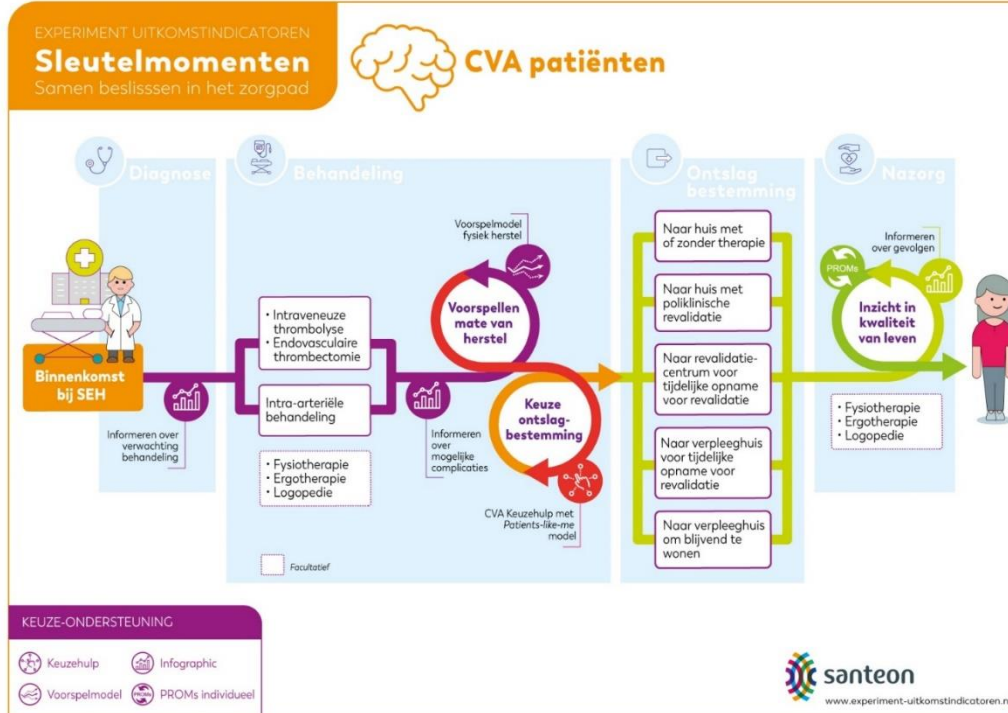 EXPERIMENT UITKOMSTINDICATOREN
Sleutelmomenten
Samen beslisssen in het zorgpad
CVA patiënten
Diagnose
Behandeling
Ontslag
bestemming
Nazorg
Binnenkomst
bij SEH
Informeren over
verwachting
behandeling
• Intraveneuze
thrombolyse
• Endovasculaire
thrombectomie
Intra-arteriële
behandeling
• Fysiotherapie
• Ergotherapie
• Logopedie
Facultatief
Voorspelmodel
fysiek herstel
Voorspellen
mate van
herstel
Informeren
over
mogelijke
complicaties
Keuze
ontslag-
bestemming
CVA Keuzehulp met
Patients-like-me
model
Naar huis met
of zonder therapie
Naar huis met
poliklinische
revalidatie
Naar revalidatie-
centrum voor
tijdelijke opname
voor revalidatie
Naar verpleeghuis
voor tijdelijke
opname voor
revalidatie
Naar verpleeghuis
om blijvend te
wonen
Informeren
over gevolgen
PROMs
Inzicht in
kwaliteit
van leven
• Fysiotherapie
• Ergotherapie
• Logopedie
KEUZE-ONDERSTEUNING
Keuzehulp
Infographic
Voorspelmodel
PROMs
PROMs individueel
santeon
www.experiment-uitkomstindicatoren.n